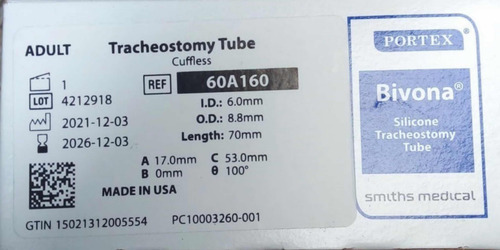 ADULT
Tracheostomy Tube
Cuffless
1
REF 60A160
LOT 4212918
I.D.: 6.0mm
2021-12-03
O.D.: 8.8mm
2026-12-03
Length: 70mm
A 17.0mm C 53.0mm
B 0mm θ 100°
MADE IN USA
GTIN 15021312005554 PC10003260-001
PORTEX®
Bivona®
Silicone
Tracheostomy
Tube
smiths medical